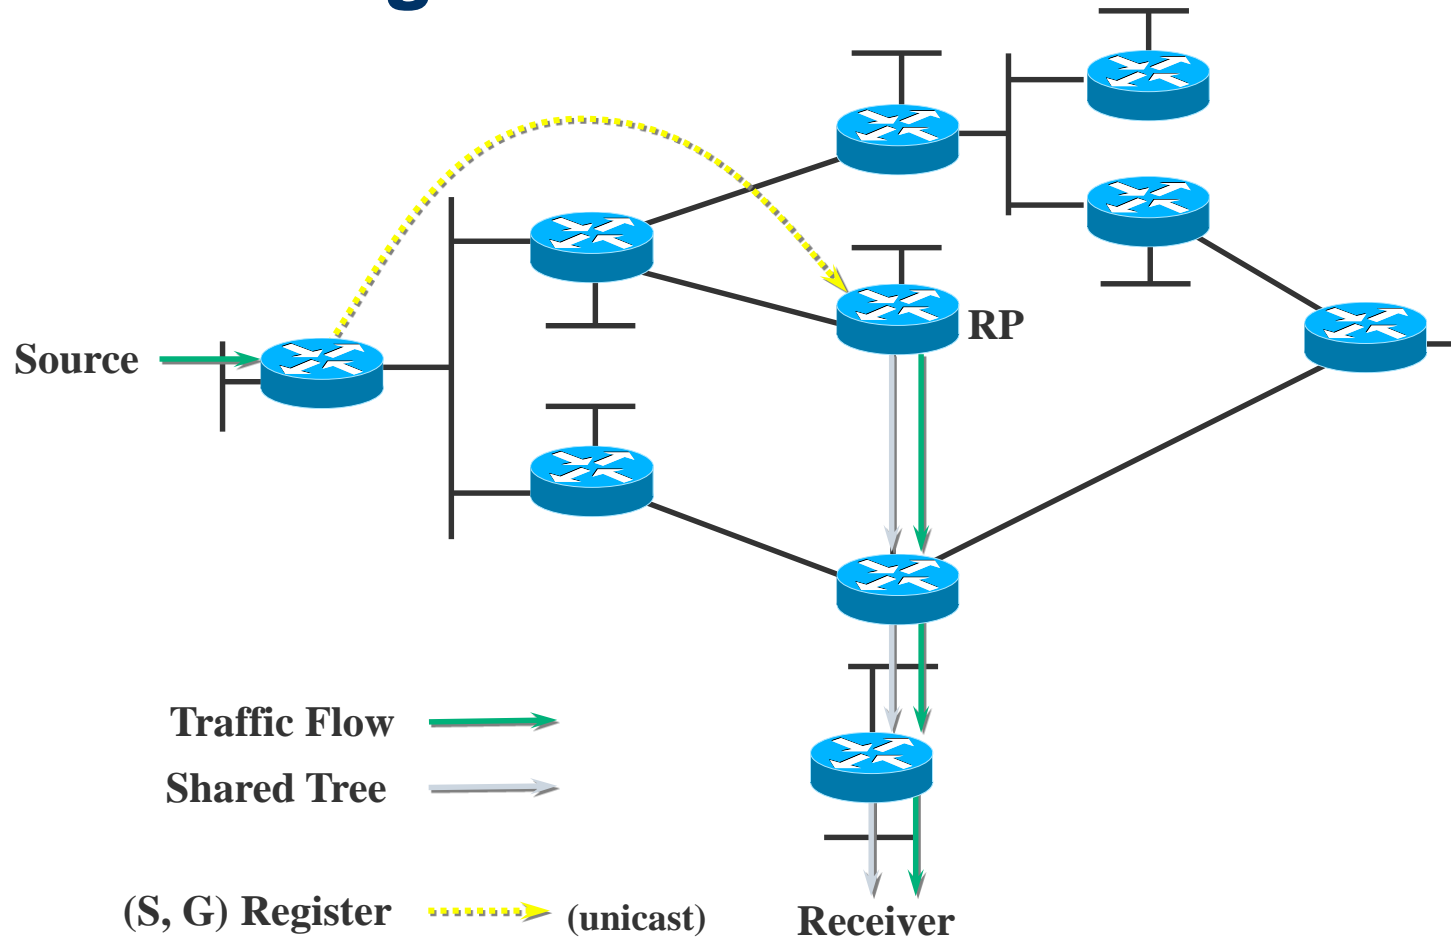 RP
Source
Traffic Flow
Shared Tree
(S, G) Register
(unicast)
Receiver